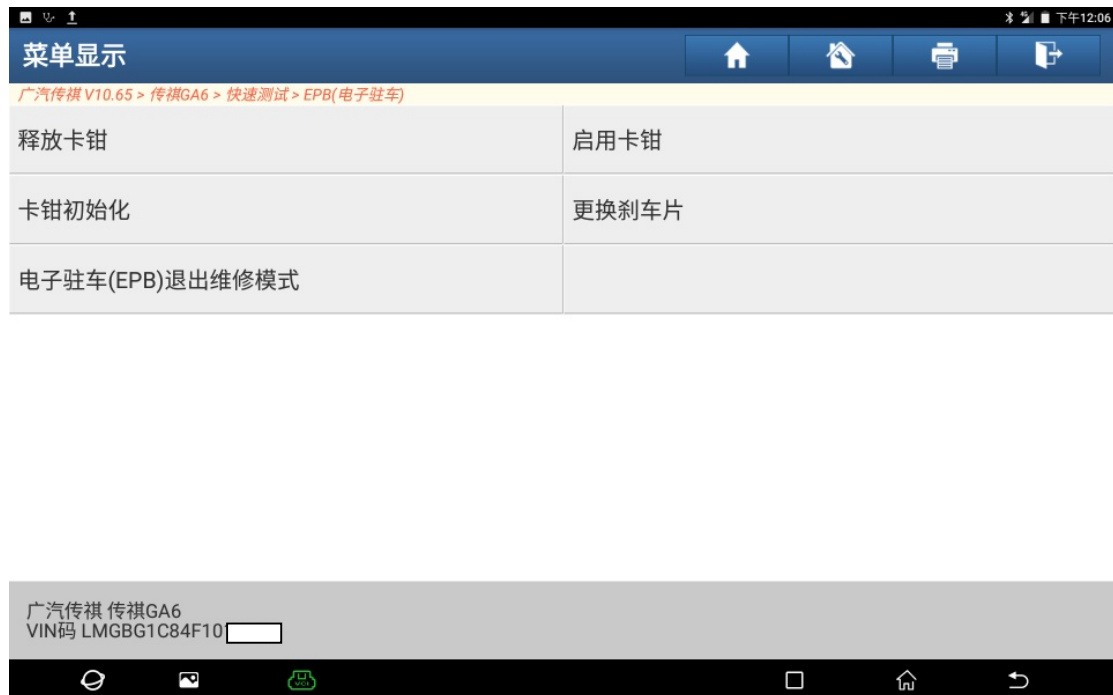 下午12:06
菜单显示
广汽传祺 V10.65 > 传祺GA6 > 快速测试 > EPB(电子驻车)
释放卡钳
启用卡钳
卡钳初始化
更换刹车片
电子驻车(EPB)退出维修模式
广汽传祺 传祺GA6
VIN码 LMGBG1C84F10
VCI